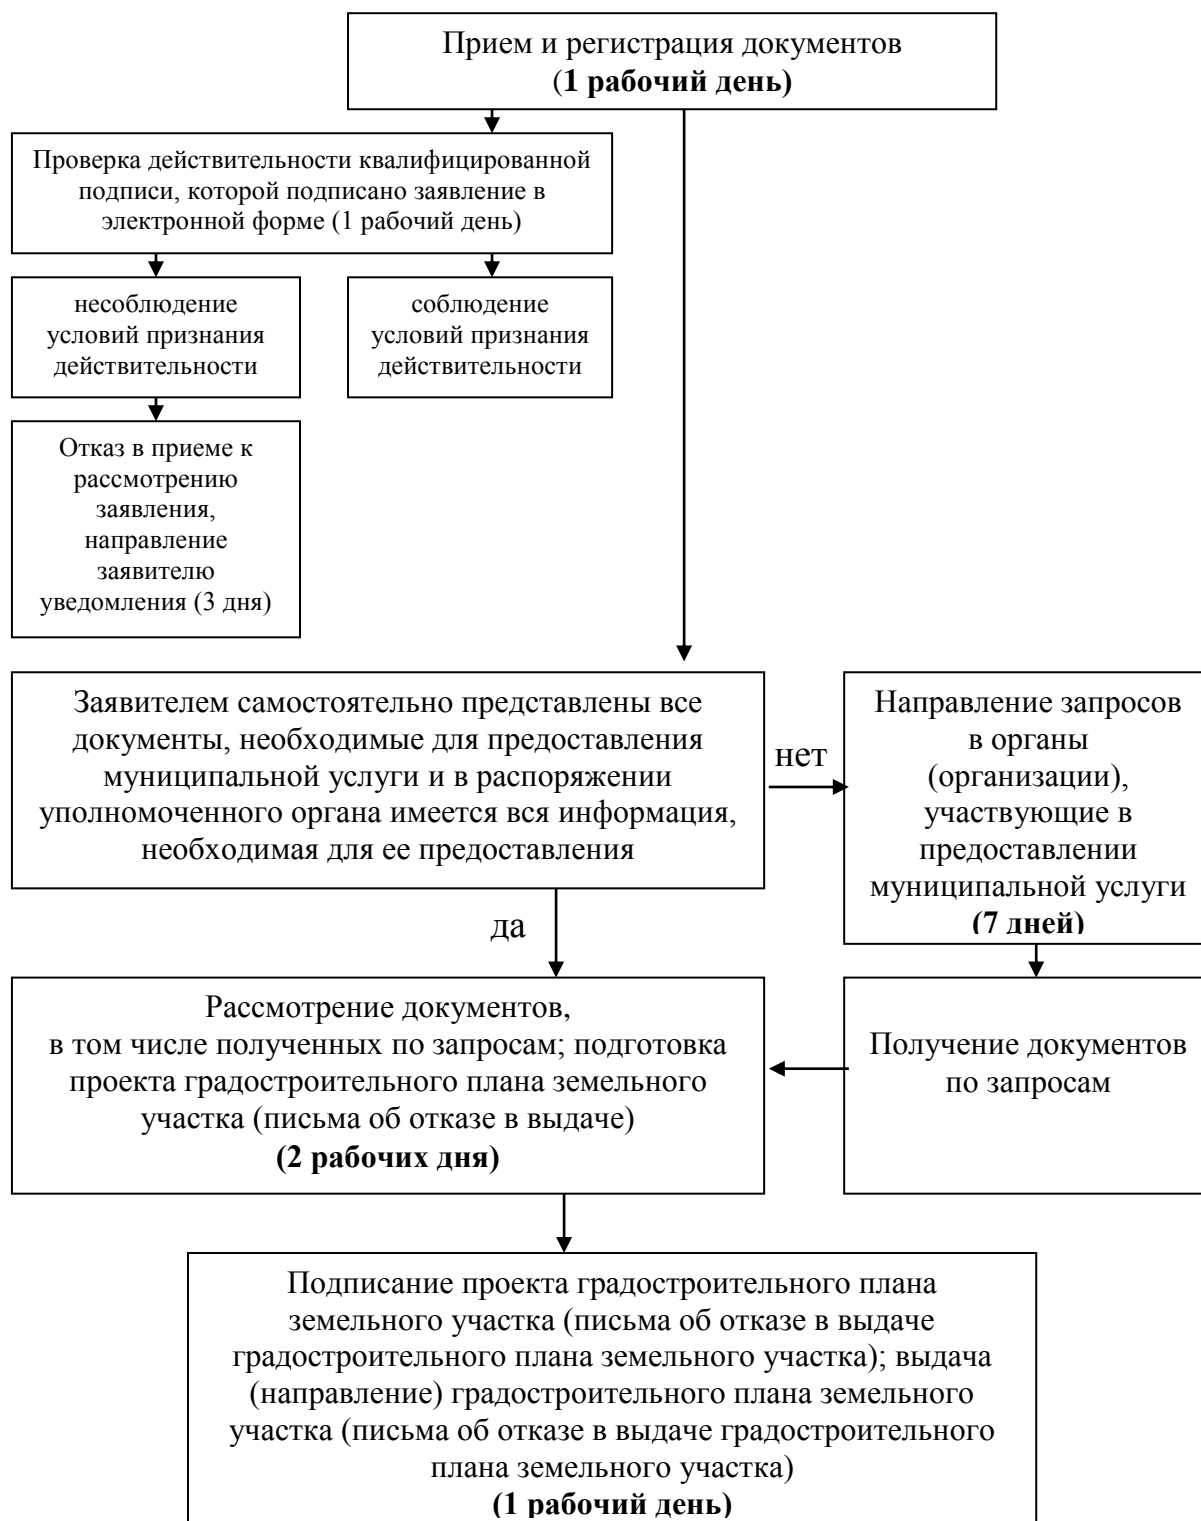 Прием и регистрация документов
(1 рабочий день)
Проверка действительности квалифицированной
подписи, которой подписано заявление в
электронной форме (1 рабочий день)
несоблюдение
условий признания
действительности
соблюдение
условий признания
действительности
Отказ в приеме к
рассмотрению
заявления,
направление
заявителю
уведомления (3 дня)
Заявителем самостоятельно представлены все
документы, необходимые для предоставления
муниципальной услуги и в распоряжении
уполномоченного органа имеется вся информация,
необходимая для ее предоставления
нет
Направление запросов
в органы
(организации),
участвующие в
предоставлении
муниципальной услуги
(7 дней)
да
Рассмотрение документов,
в том числе полученных по запросам; подготовка
проекта градостроительного плана земельного
участка (письма об отказе в выдаче)
(2 рабочих дня)
Получение документов
по запросам
Подписание проекта градостроительного плана
земельного участка (письма об отказе в выдаче
градостроительного плана земельного участка); выдача
(направление) градостроительного плана земельного
участка (письма об отказе в выдаче градостроительного
плана земельного участка)
(1 рабочий день)